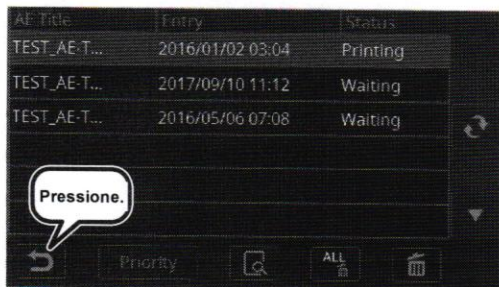 AE Title Entry Status
TEST_AE-T... 2016/01/02 03:04 Printing
TEST_AE-T... 2017/09/10 11:12 Waiting
TEST_AE-T... 2016/05/06 07:08 Waiting
Pressione.
Priority ALL